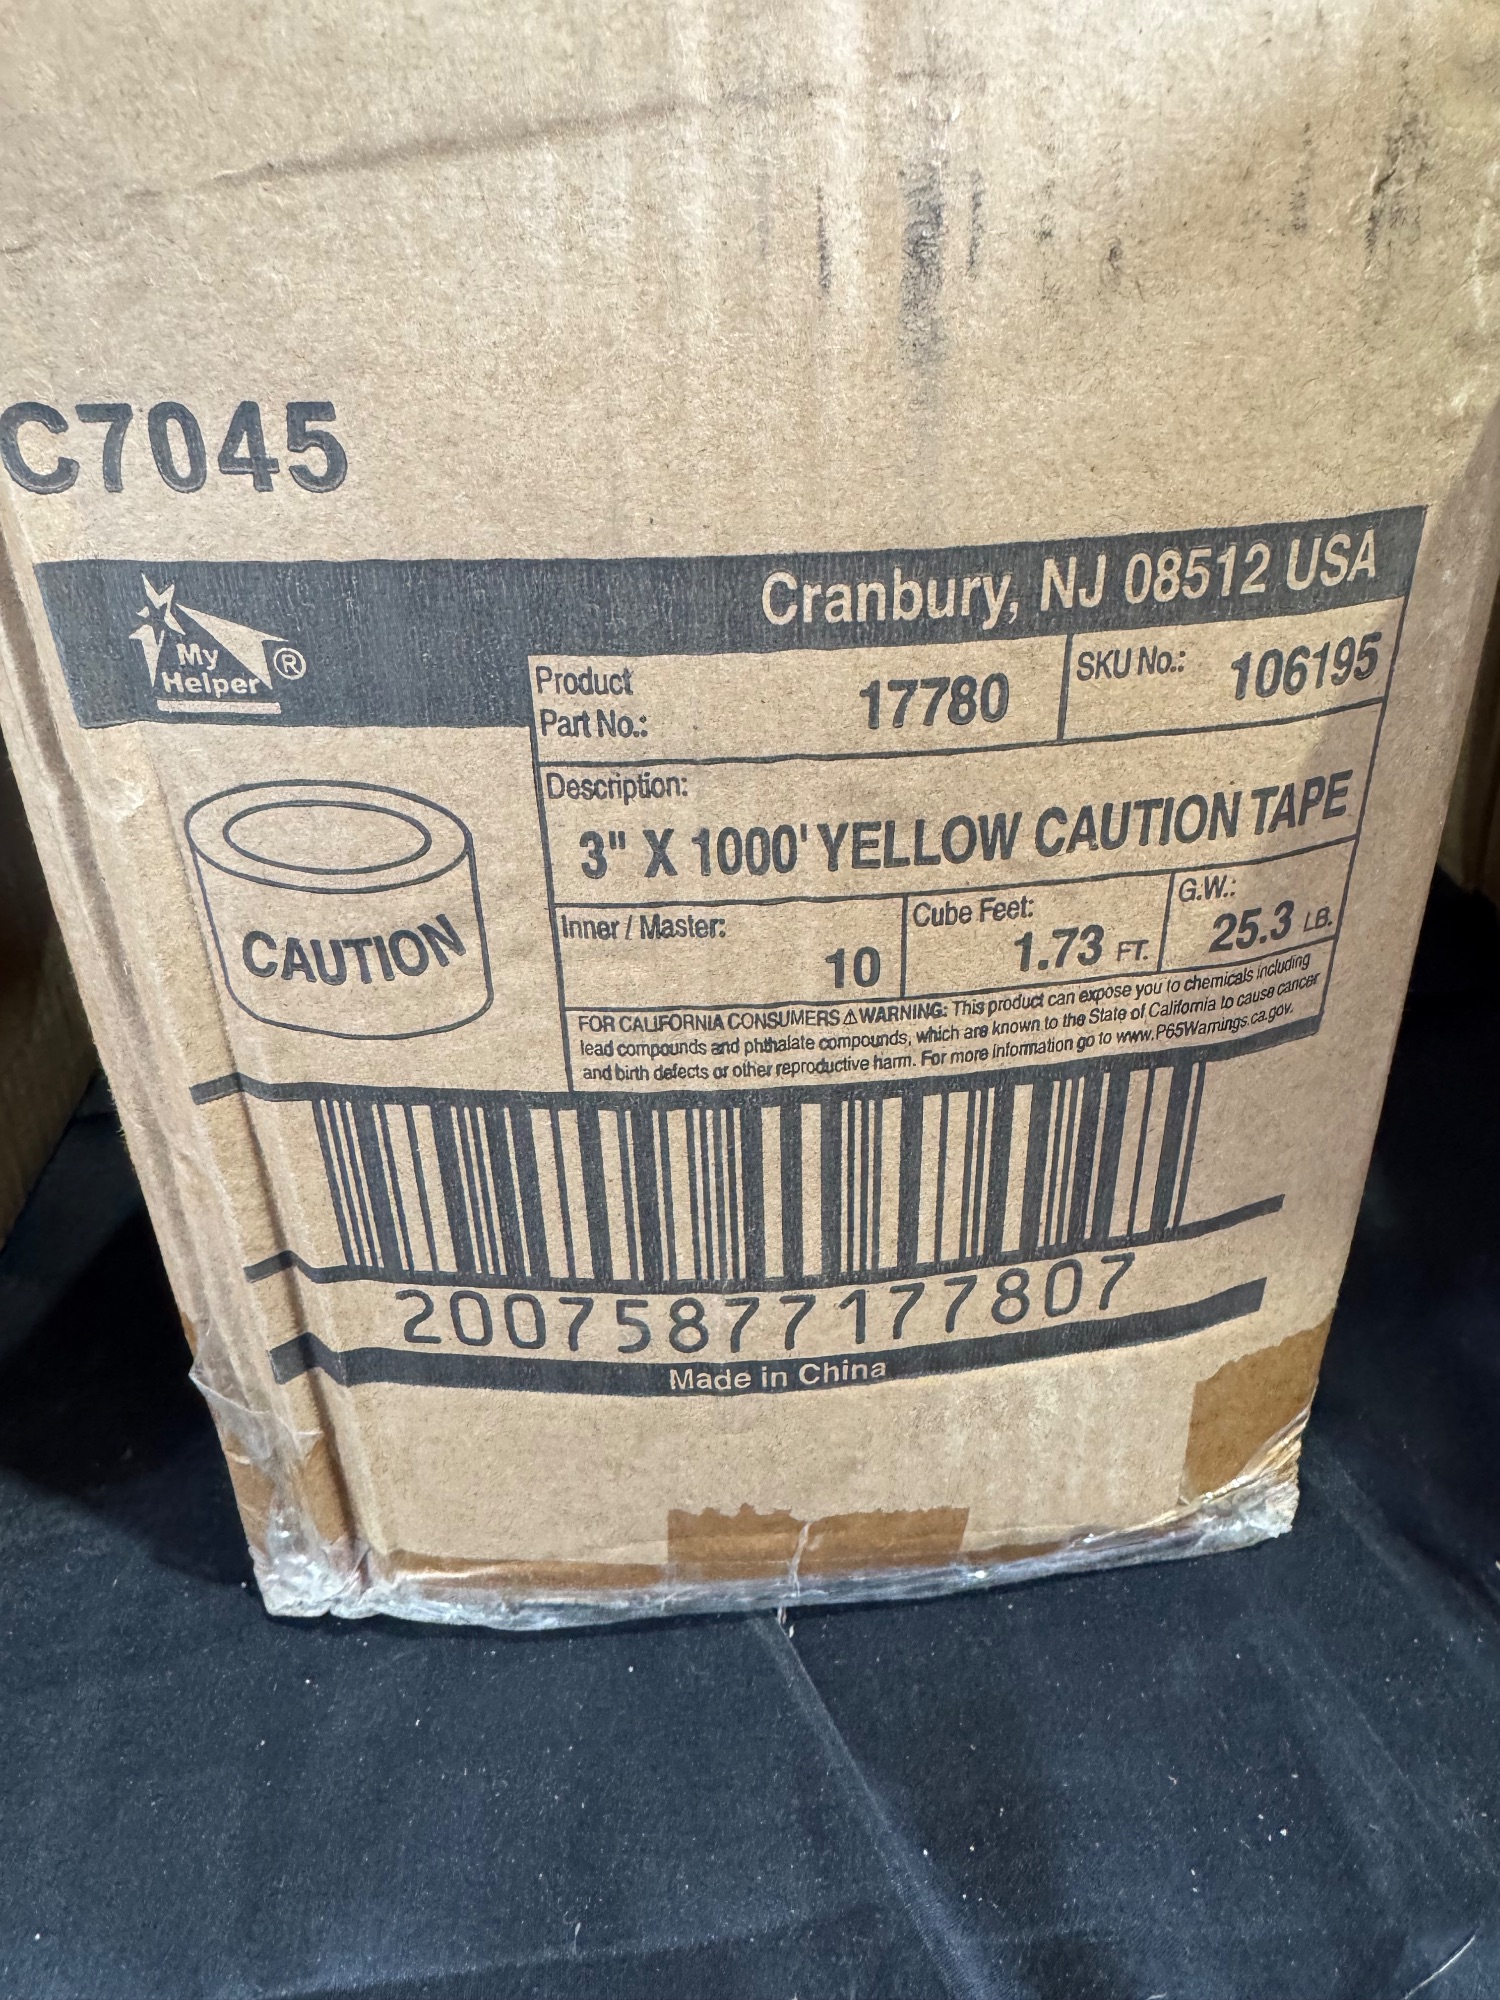 C7045
Cranbury, NJ 08512 USA
My
Helper®
Product
Part No.: 17780
SKU No.: 106195
Description:
3" X 1000' YELLOW CAUTION TAPE
CAUTION
Inner / Master:
10
Cube Feet:
1.73 FT.
G.W.:
25.3 LB.
FOR CALIFORNIA CONSUMERS ⚠ WARNING: This product can expose you to chemicals including
lead compounds and phthalate compounds, which are known to the State of California to cause cancer
and birth defects or other reproductive harm. For more information go to www.P65Warnings.ca.gov.
20075877177807
Made in China